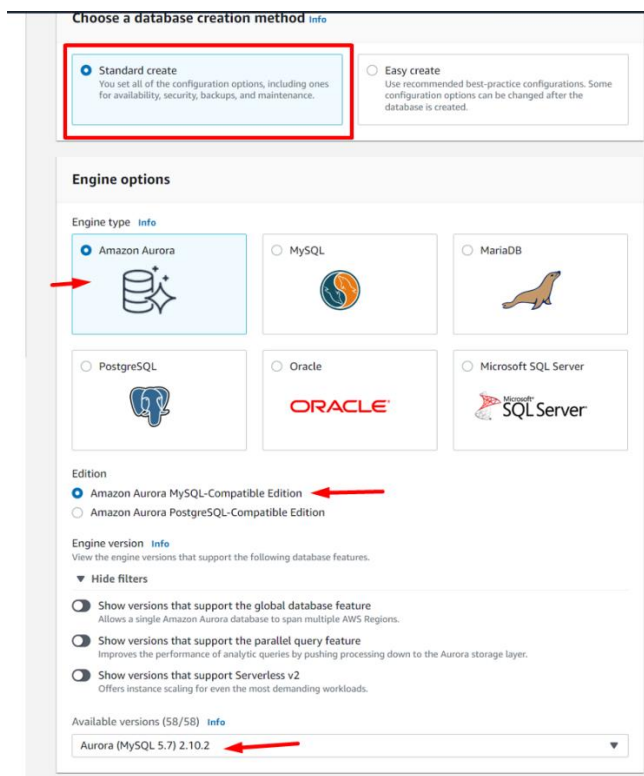 Choose a database creation method Info
Standard create
You set all of the configuration options, including ones
for availability, security, backups, and maintenance.
Easy create
Use recommended best-practice configurations. Some
configuration options can be changed after the
database is created.
Engine options
Engine type Info
Amazon Aurora
MySQL
MariaDB
PostgreSQL
Oracle
ORACLE
Microsoft SQL Server
Microsoft
SQL Server
Edition
Amazon Aurora MySQL-Compatible Edition
Amazon Aurora PostgreSQL-Compatible Edition
Engine version Info
View the engine versions that support the following database features.
Hide filters
Show versions that support the global database feature
Allows a single Amazon Aurora database to span multiple AWS Regions.
Show versions that support the parallel query feature
Improves the performance of analytic queries by pushing processing down to the Aurora storage layer.
Show versions that support Serverless v2
Offers instance scaling for even the most demanding workloads.
Available versions (58/58) Info
Aurora (MySQL 5.7) 2.10.2